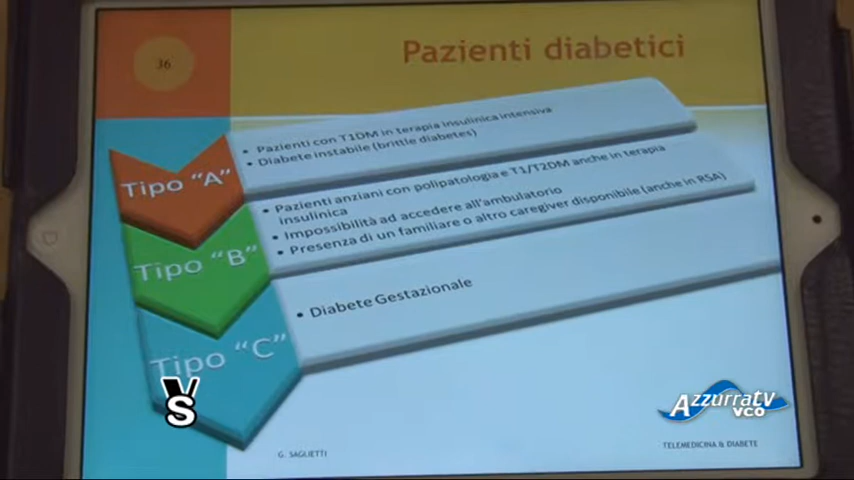 36
Pazienti diabetici
Tipo "A"
• Pazienti con T1DM in terapia insulinica intensiva
• Diabete instabile (brittle diabetes)
Tipo "B"
• Pazienti anziani con polipatologia e T1/T2DM anche in terapia
insulinica
• Impossibilità ad accedere all'ambulatorio
• Presenza di un familiare o altro caregiver disponibile (anche in RSA)
Tipo "C"
• Diabete Gestazionale
VS
Azzurratv
VCO
G. SAGLIETTI
TELEMEDICINA & DIABETE